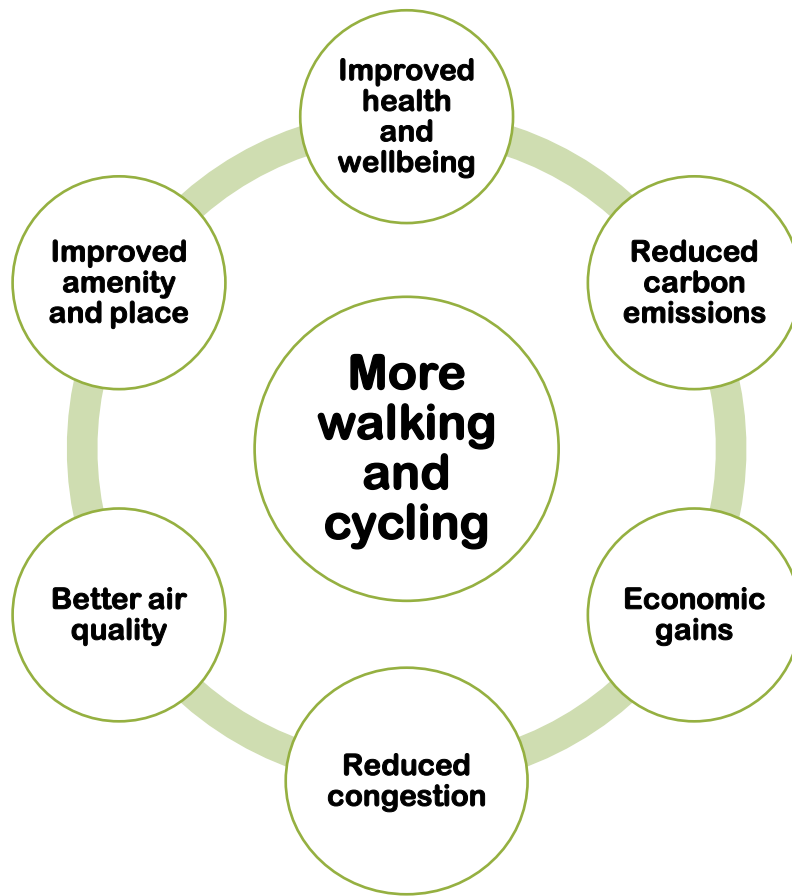 Improved
health
and
wellbeing
Reduced
carbon
emissions
Economic
gains
Reduced
congestion
Better air
quality
Improved
amenity
and place
More
walking
and
cycling